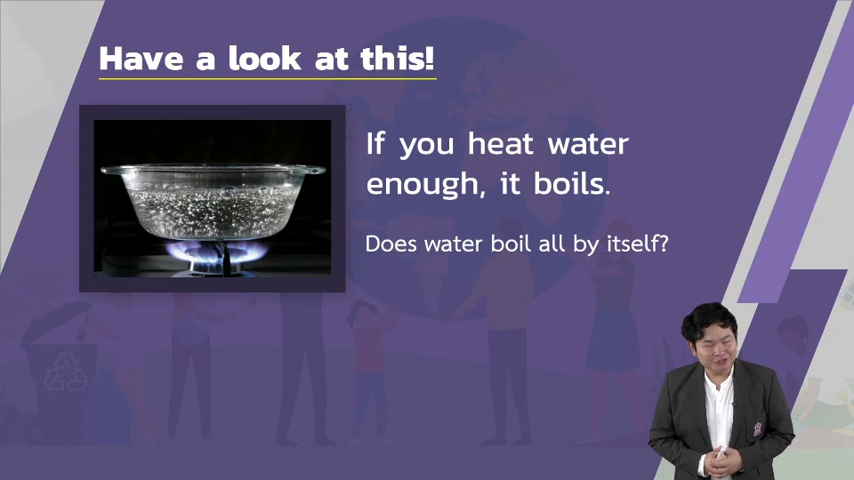 Have a look at this!
If you heat water
enough, it boils.
Does water boil all by itself?